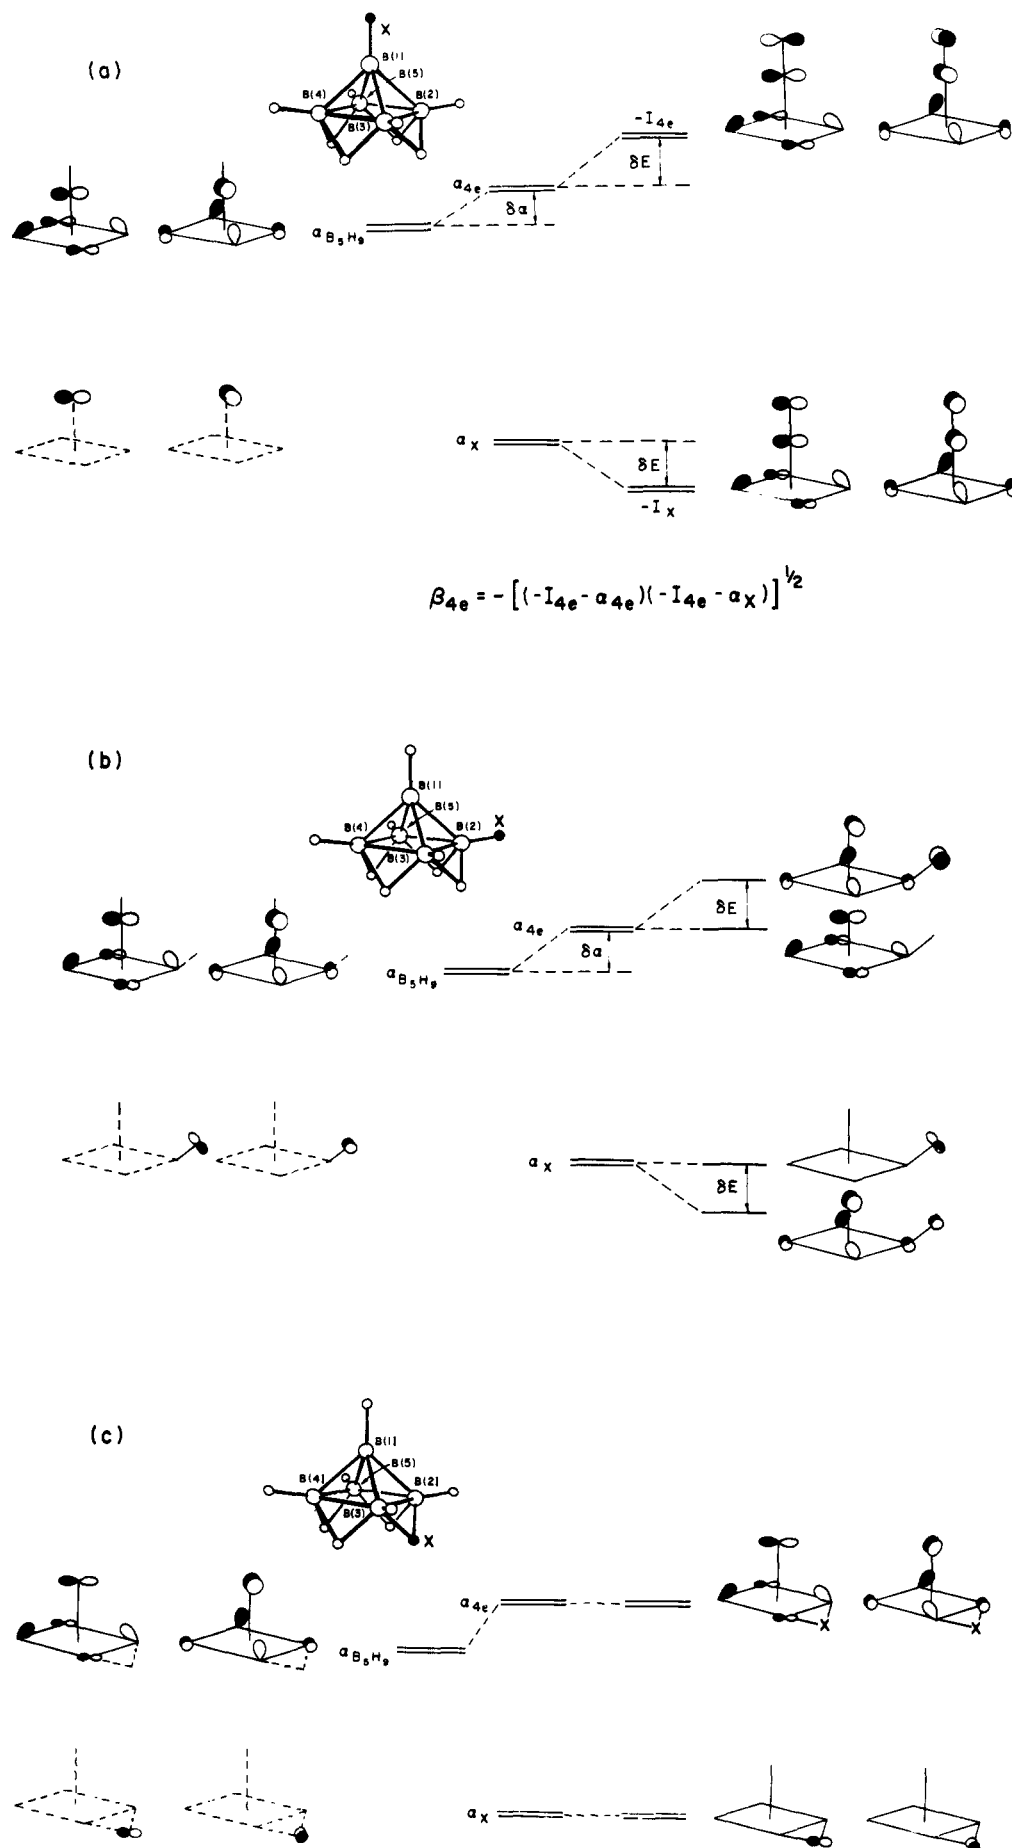 (a)
X
B(1)
B(5)
B(4)
B(2)
B(3)
-I4e
δE
α4e
δα
αB5H9
αX
δE
-IX
β4e = -[(-I4e - α4e)(-I4e - αX)]^1/2
(b)
B(1)
B(5)
X
B(4)
B(2)
B(3)
δE
α4e
δα
αB5H9
αX
δE
(c)
B(1)
B(5)
B(4)
B(2)
B(3)
X
α4e
X
X
αB5H9
αX